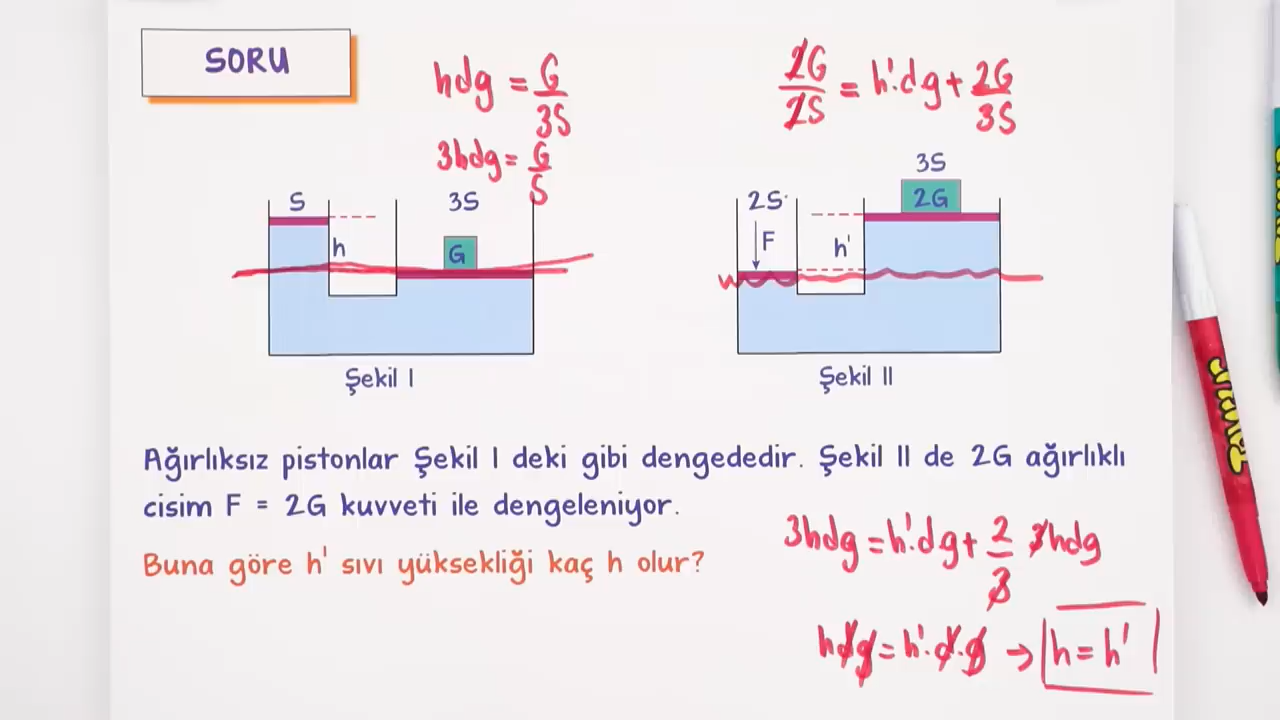 SORU
hdg = G/3S
3hdg = G/S
2G/2S = h'.dg + 2G/3S
S
h
3S
G
Şekil I
2S
F
h'
3S
2G
Şekil II
Ağırlıksız pistonlar Şekil I deki gibi dengededir. Şekil II de 2G ağırlıklı
cisim F = 2G kuvveti ile dengeleniyor.
Buna göre h' sıvı yüksekliği kaç h olur?
3hdg = h'.dg + 2/3 3hdg
hdg = h'.d.g → h = h'